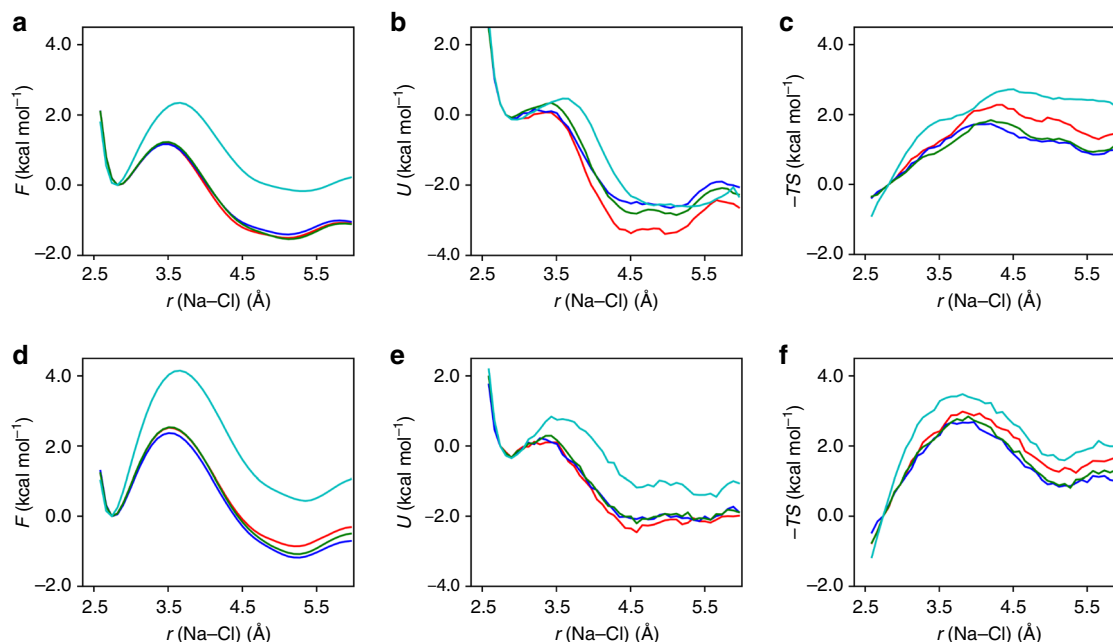 a
4.0
2.0
0.0
−2.0
F (kcal mol⁻¹)
2.5 3.5 4.5 5.5
r (Na–Cl) (Å)
b
2.0
0.0
−2.0
−4.0
U (kcal mol⁻¹)
2.5 3.5 4.5 5.5
r (Na–Cl) (Å)
c
4.0
2.0
0.0
−2.0
−TS (kcal mol⁻¹)
2.5 3.5 4.5 5.5
r (Na–Cl) (Å)
d
4.0
2.0
0.0
−2.0
F (kcal mol⁻¹)
2.5 3.5 4.5 5.5
r (Na–Cl) (Å)
e
2.0
0.0
−2.0
−4.0
U (kcal mol⁻¹)
2.5 3.5 4.5 5.5
r (Na–Cl) (Å)
f
4.0
2.0
0.0
−2.0
−TS (kcal mol⁻¹)
2.5 3.5 4.5 5.5
r (Na–Cl) (Å)